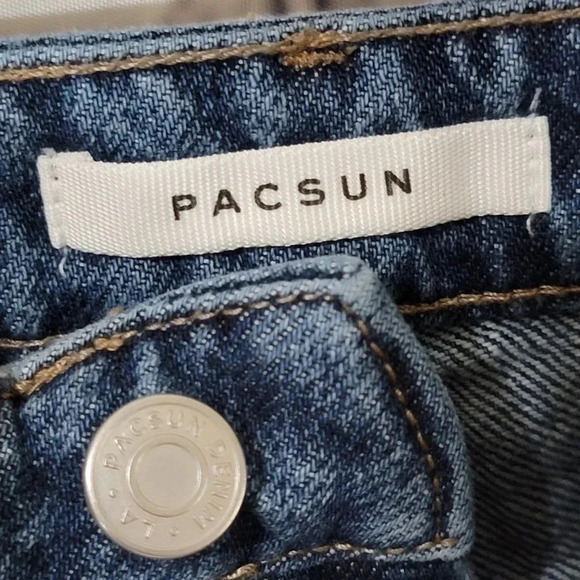 PACSUN
PACSUN DENIM • LA •